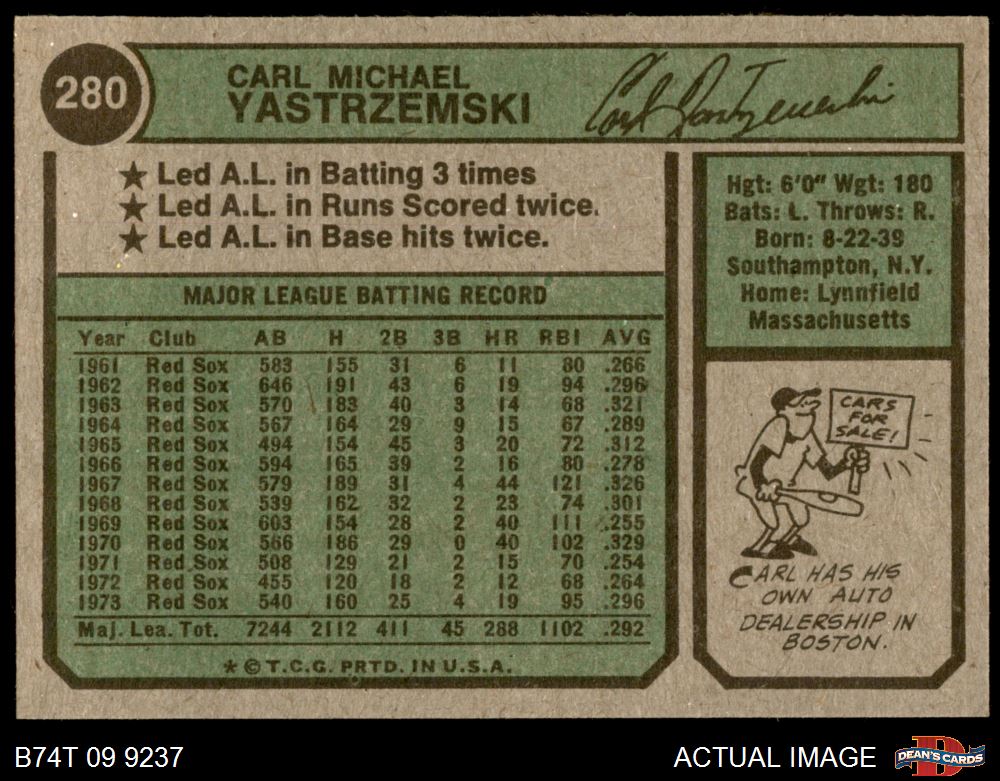 280
CARL MICHAEL
YASTRZEMSKI
Carl Yastrzemski
★ Led A.L. in Batting 3 times
★ Led A.L. in Runs Scored twice.
★ Led A.L. in Base hits twice.
MAJOR LEAGUE BATTING RECORD
Year Club AB H 2B 3B HR RBI AVG
1961 Red Sox 583 155 31 6 11 80 .266
1962 Red Sox 646 191 43 6 19 94 .296
1963 Red Sox 570 183 40 3 14 68 .321
1964 Red Sox 567 164 29 9 15 67 .289
1965 Red Sox 494 154 45 3 20 72 .312
1966 Red Sox 594 165 39 2 16 80 .278
1967 Red Sox 579 189 31 4 44 121 .326
1968 Red Sox 539 162 32 2 23 74 .301
1969 Red Sox 603 154 28 2 40 111 .255
1970 Red Sox 566 186 29 0 40 102 .329
1971 Red Sox 508 129 21 2 15 70 .254
1972 Red Sox 455 120 18 2 12 68 .264
1973 Red Sox 540 160 25 4 19 95 .296
Maj. Lea. Tot. 7244 2112 411 45 288 1102 .292
★ © T.C.G. PRTD. IN U.S.A.
Hgt: 6'0" Wgt: 180
Bats: L. Throws: R.
Born: 8-22-39
Southampton, N.Y.
Home: Lynnfield
Massachusetts
CARS
FOR
SALE!
CARL HAS HIS
OWN AUTO
DEALERSHIP IN
BOSTON.
B74T 09 9237
ACTUAL IMAGE
D
DEAN'S CARDS